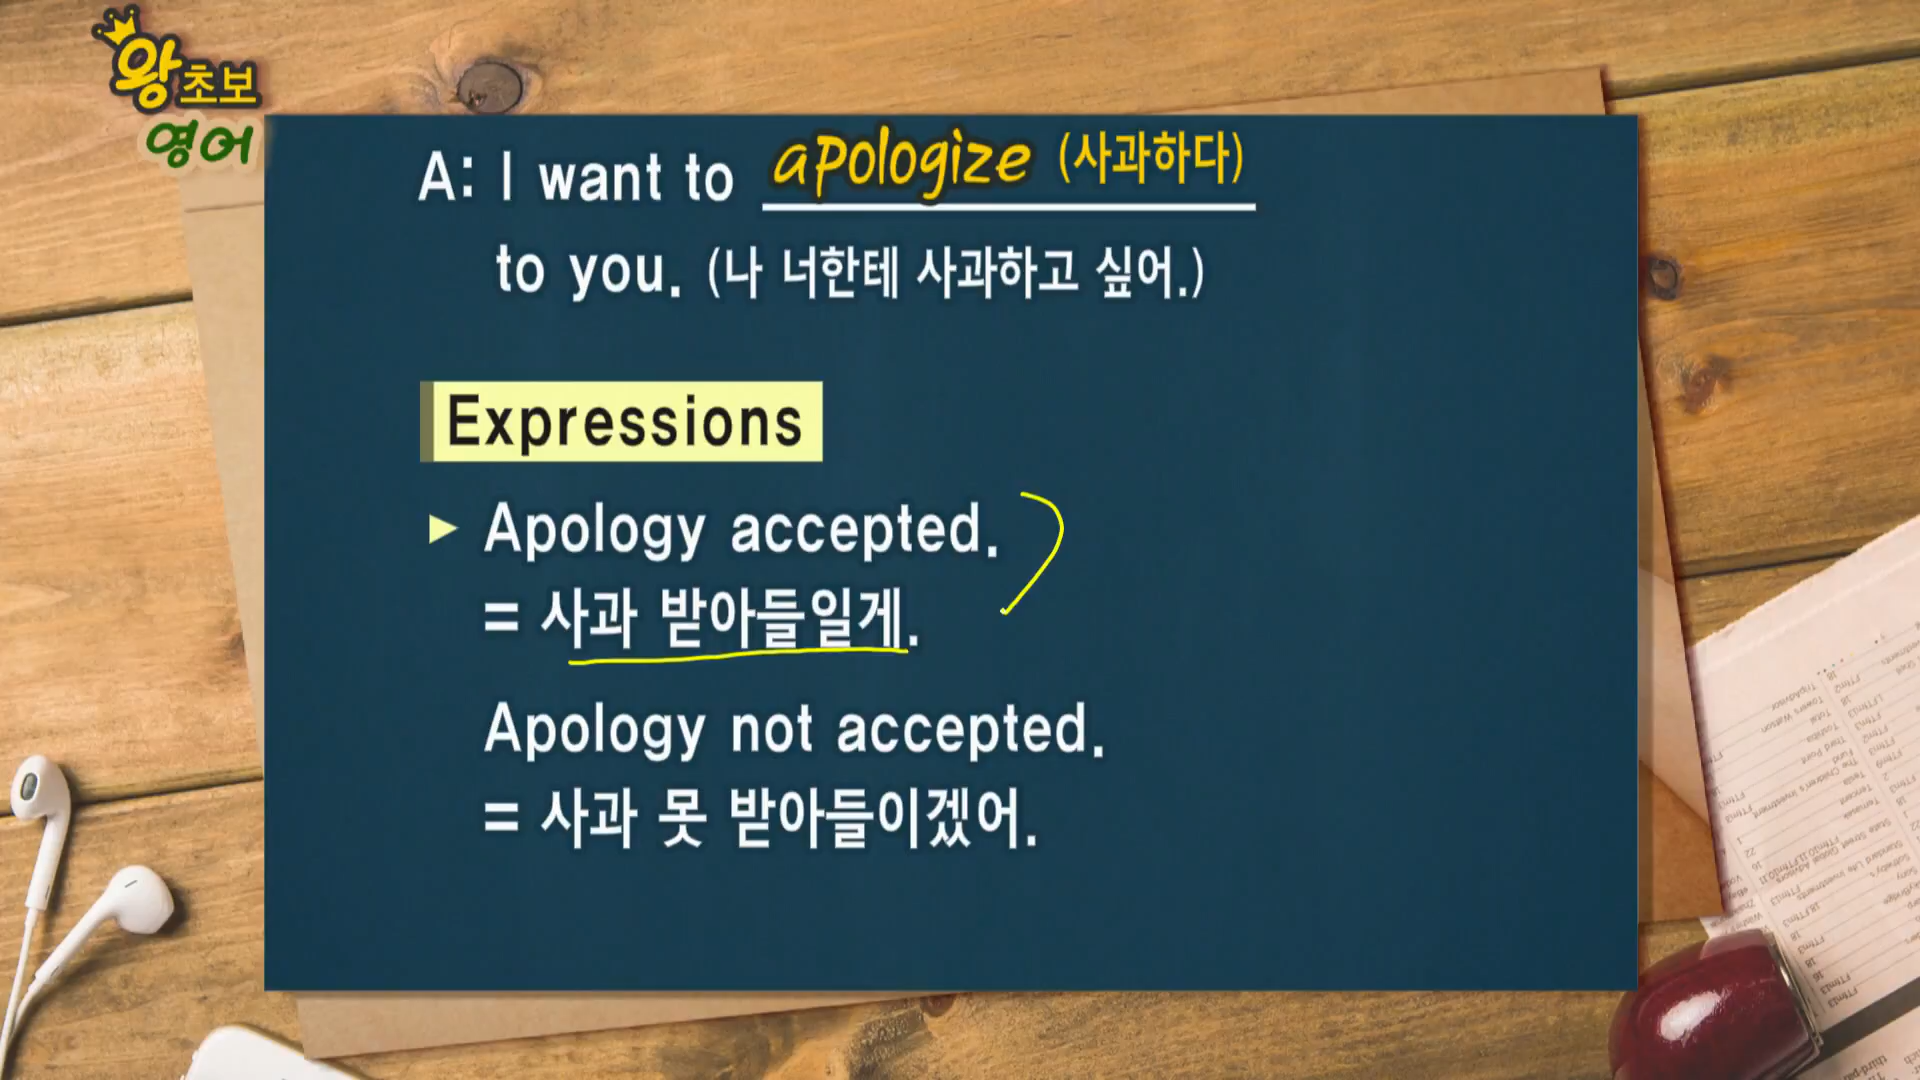 왕초보
영어
A: I want to apologize (사과하다)
to you. (나 너한테 사과하고 싶어.)
Expressions
▶ Apology accepted.
= 사과 받아들일게.
Apology not accepted.
= 사과 못 받아들이겠어.